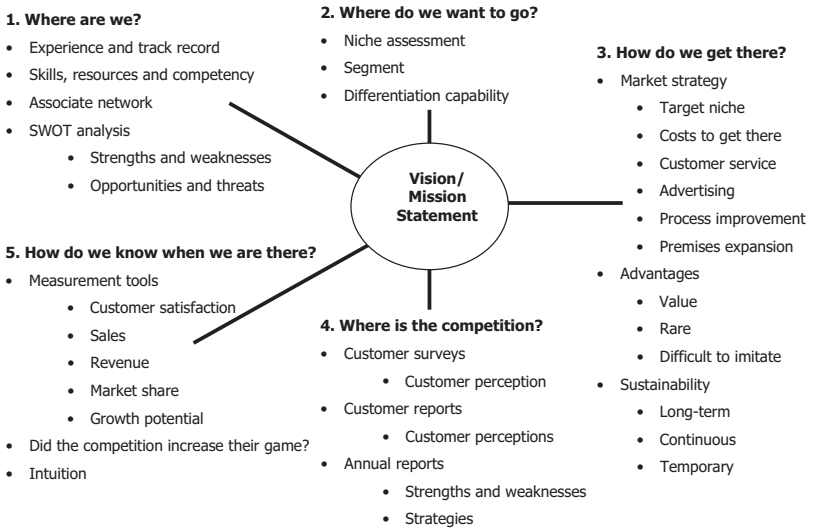 1. Where are we?
• Experience and track record
• Skills, resources and competency
• Associate network
• SWOT analysis
• Strengths and weaknesses
• Opportunities and threats
2. Where do we want to go?
• Niche assessment
• Segment
• Differentiation capability
3. How do we get there?
• Market strategy
• Target niche
• Costs to get there
• Customer service
• Advertising
• Process improvement
• Premises expansion
• Advantages
• Value
• Rare
• Difficult to imitate
• Sustainability
• Long-term
• Continuous
• Temporary
Vision/
Mission
Statement
4. Where is the competition?
• Customer surveys
• Customer perception
• Customer reports
• Customer perceptions
• Annual reports
• Strengths and weaknesses
• Strategies
5. How do we know when we are there?
• Measurement tools
• Customer satisfaction
• Sales
• Revenue
• Market share
• Growth potential
• Did the competition increase their game?
• Intuition